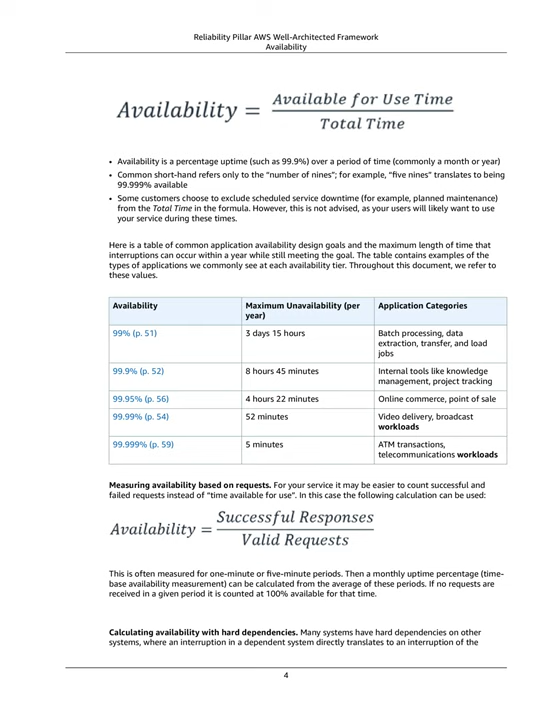 Reliability Pillar AWS Well-Architected Framework
Availability
Availability = Available for Use Time / Total Time
• Availability is a percentage uptime (such as 99.9%) over a period of time (commonly a month or year)
• Common short-hand refers only to the “number of nines”; for example, “five nines” translates to being
99.999% available
• Some customers choose to exclude scheduled service downtime (for example, planned maintenance)
from the Total Time in the formula. However, this is not advised, as your users will likely want to use
your service during these times.
Here is a table of common application availability design goals and the maximum length of time that
interruptions can occur within a year while still meeting the goal. The table contains examples of the
types of applications we commonly see at each availability tier. Throughout this document, we refer to
these values.
Availability
Maximum Unavailability (per
year)
Application Categories
99% (p. 51)
3 days 15 hours
Batch processing, data
extraction, transfer, and load
jobs
99.9% (p. 52)
8 hours 45 minutes
Internal tools like knowledge
management, project tracking
99.95% (p. 56)
4 hours 22 minutes
Online commerce, point of sale
99.99% (p. 54)
52 minutes
Video delivery, broadcast
workloads
99.999% (p. 59)
5 minutes
ATM transactions,
telecommunications workloads
Measuring availability based on requests. For your service it may be easier to count successful and
failed requests instead of “time available for use”. In this case the following calculation can be used:
Availability = Successful Responses / Valid Requests
This is often measured for one-minute or five-minute periods. Then a monthly uptime percentage (time-
base availability measurement) can be calculated from the average of these periods. If no requests are
received in a given period it is counted at 100% available for that time.
Calculating availability with hard dependencies. Many systems have hard dependencies on other
systems, where an interruption in a dependent system directly translates to an interruption of the
4